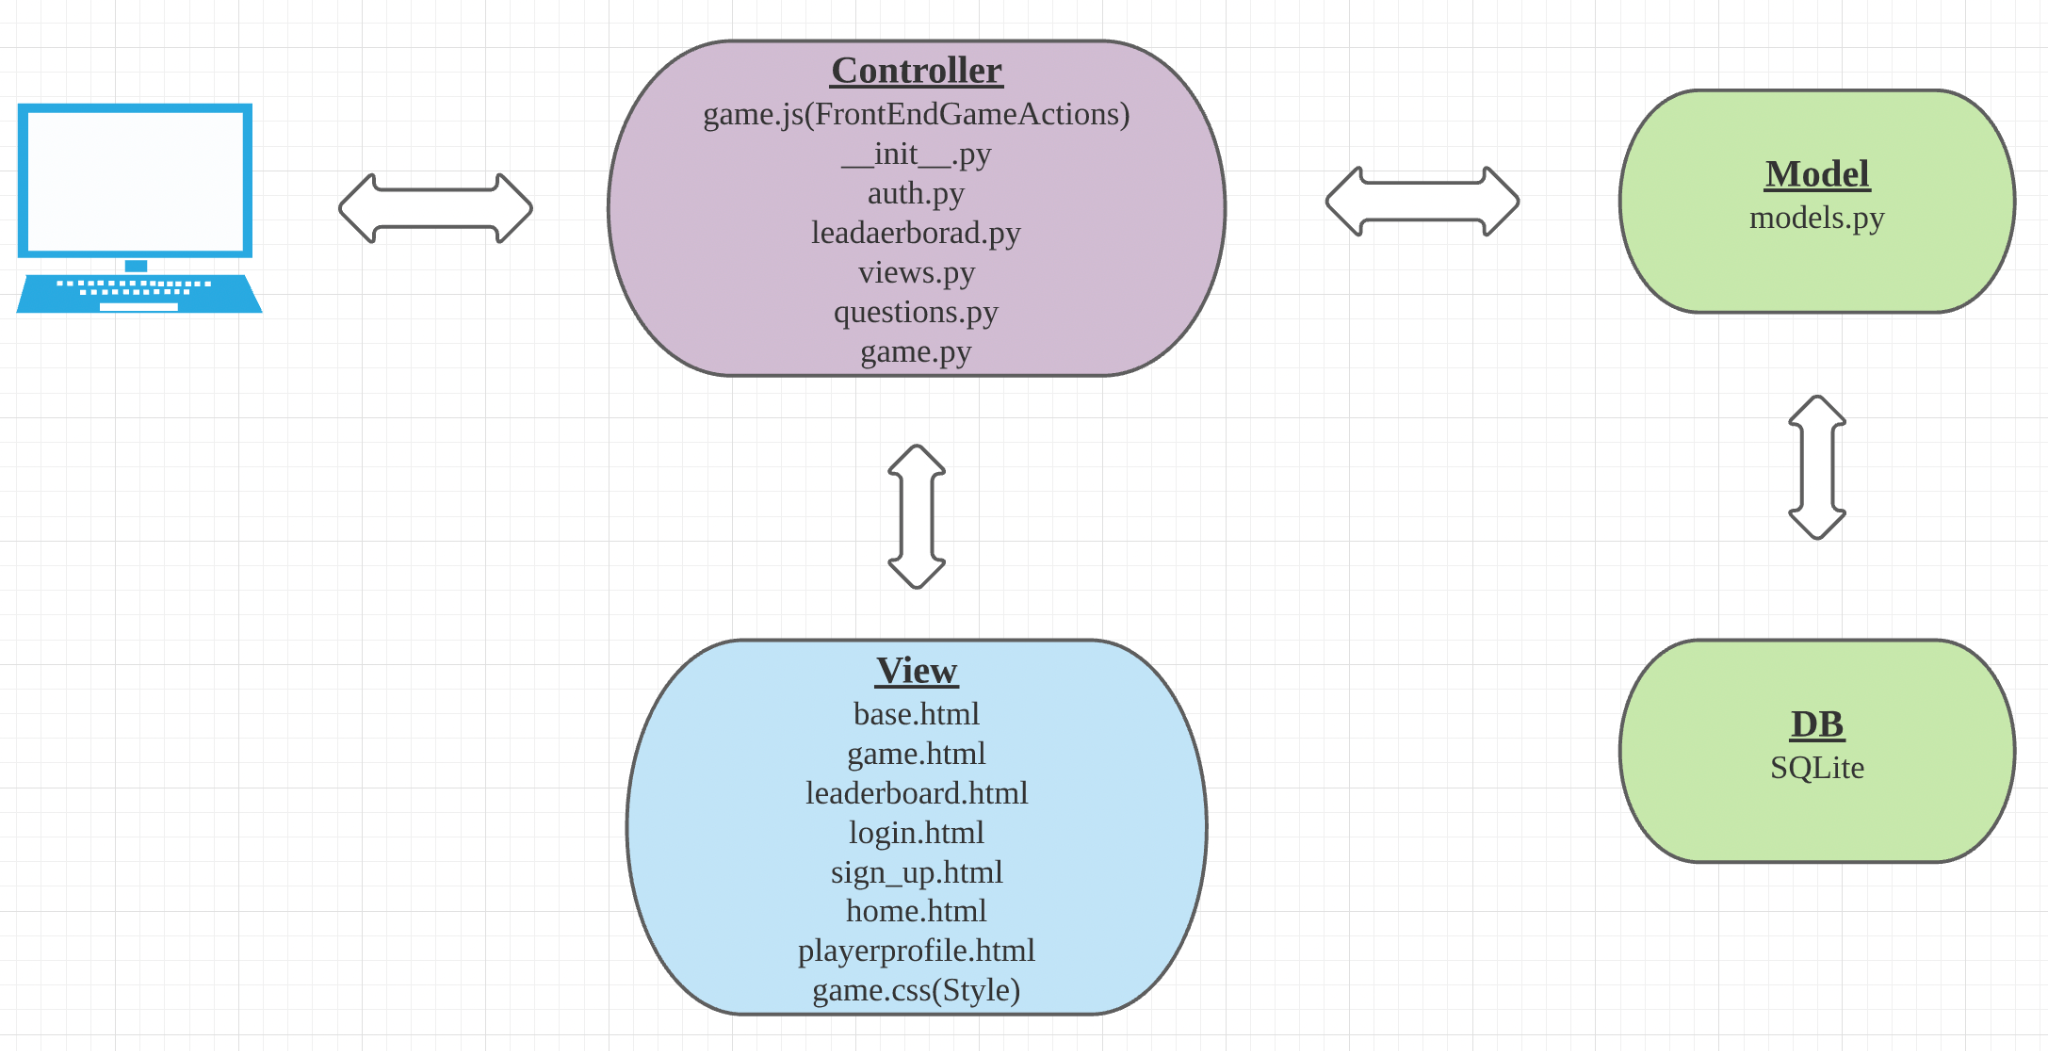 Controller
game.js(FrontEndGameActions)
__init__.py
auth.py
leadaerborad.py
views.py
questions.py
game.py
Model
models.py
View
base.html
game.html
leaderboard.html
login.html
sign_up.html
home.html
playerprofile.html
game.css(Style)
DB
SQLite